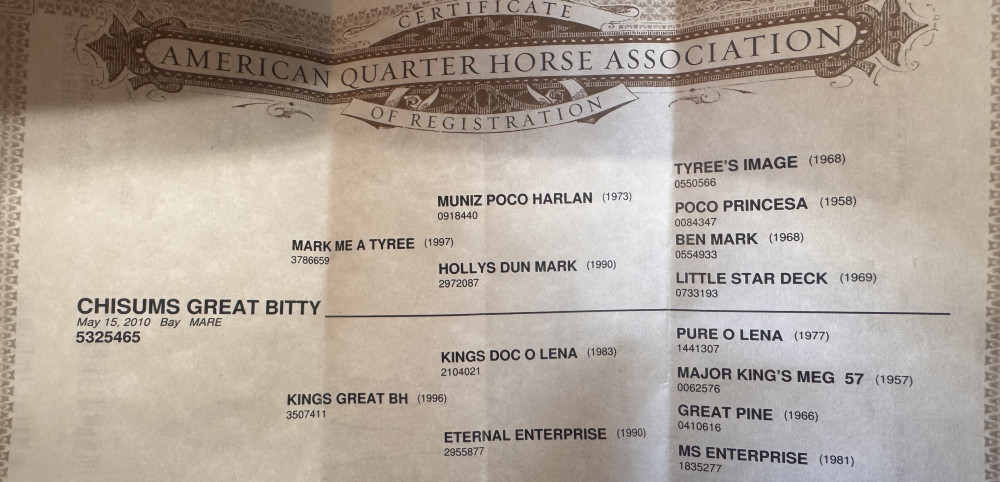 CERTIFICATE
AMERICAN QUARTER HORSE ASSOCIATION
OF REGISTRATION
TYREE'S IMAGE (1968)
0550566
MUNIZ POCO HARLAN (1973)
0918440
POCO PRINCESA (1958)
0084347
MARK ME A TYREE (1997)
3786659
BEN MARK (1968)
0554933
HOLLYS DUN MARK (1990)
2972087
LITTLE STAR DECK (1969)
0733193
CHISUMS GREAT BITTY
May 15, 2010 Bay MARE
5325465
PURE O LENA (1977)
1441307
KINGS DOC O LENA (1983)
2104021
MAJOR KING'S MEG 57 (1957)
0062576
KINGS GREAT BH (1996)
3507411
GREAT PINE (1966)
0410616
ETERNAL ENTERPRISE (1990)
2955877
MS ENTERPRISE (1981)
1835277